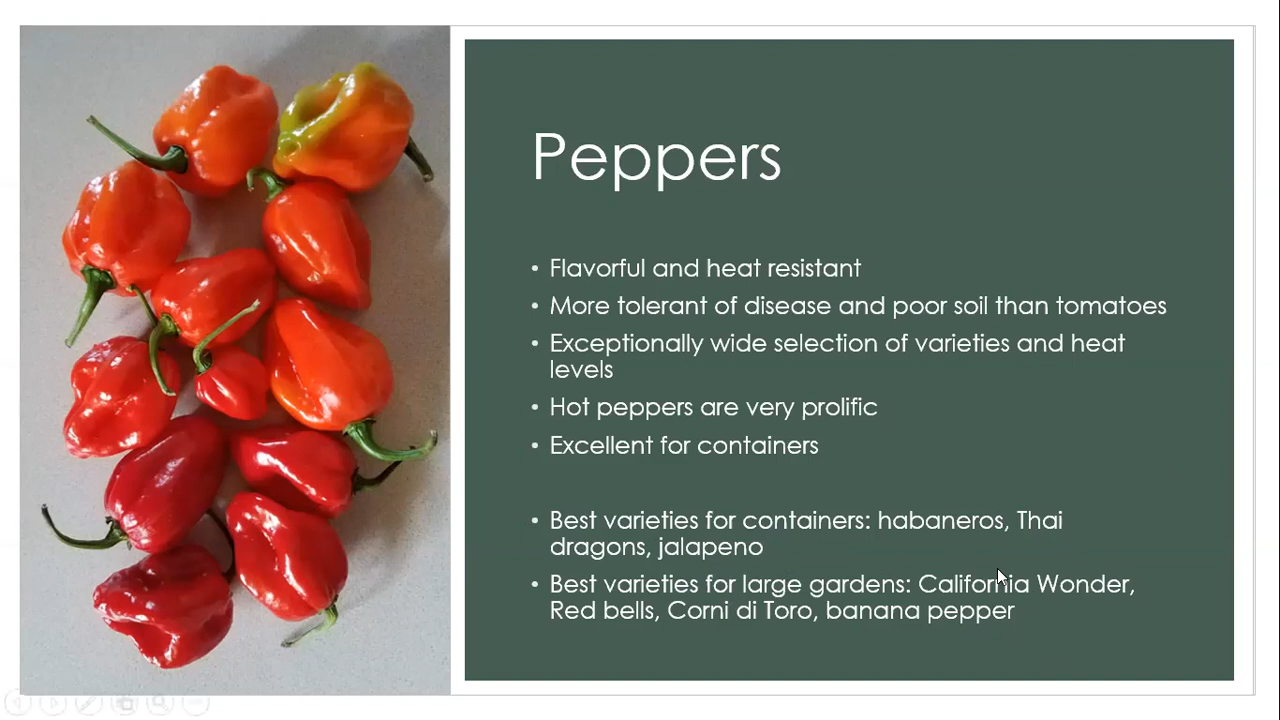 Peppers
• Flavorful and heat resistant
• More tolerant of disease and poor soil than tomatoes
• Exceptionally wide selection of varieties and heat
levels
• Hot peppers are very prolific
• Excellent for containers
• Best varieties for containers: habaneros, Thai
dragons, jalapeno
• Best varieties for large gardens: California Wonder,
Red bells, Corni di Toro, banana pepper